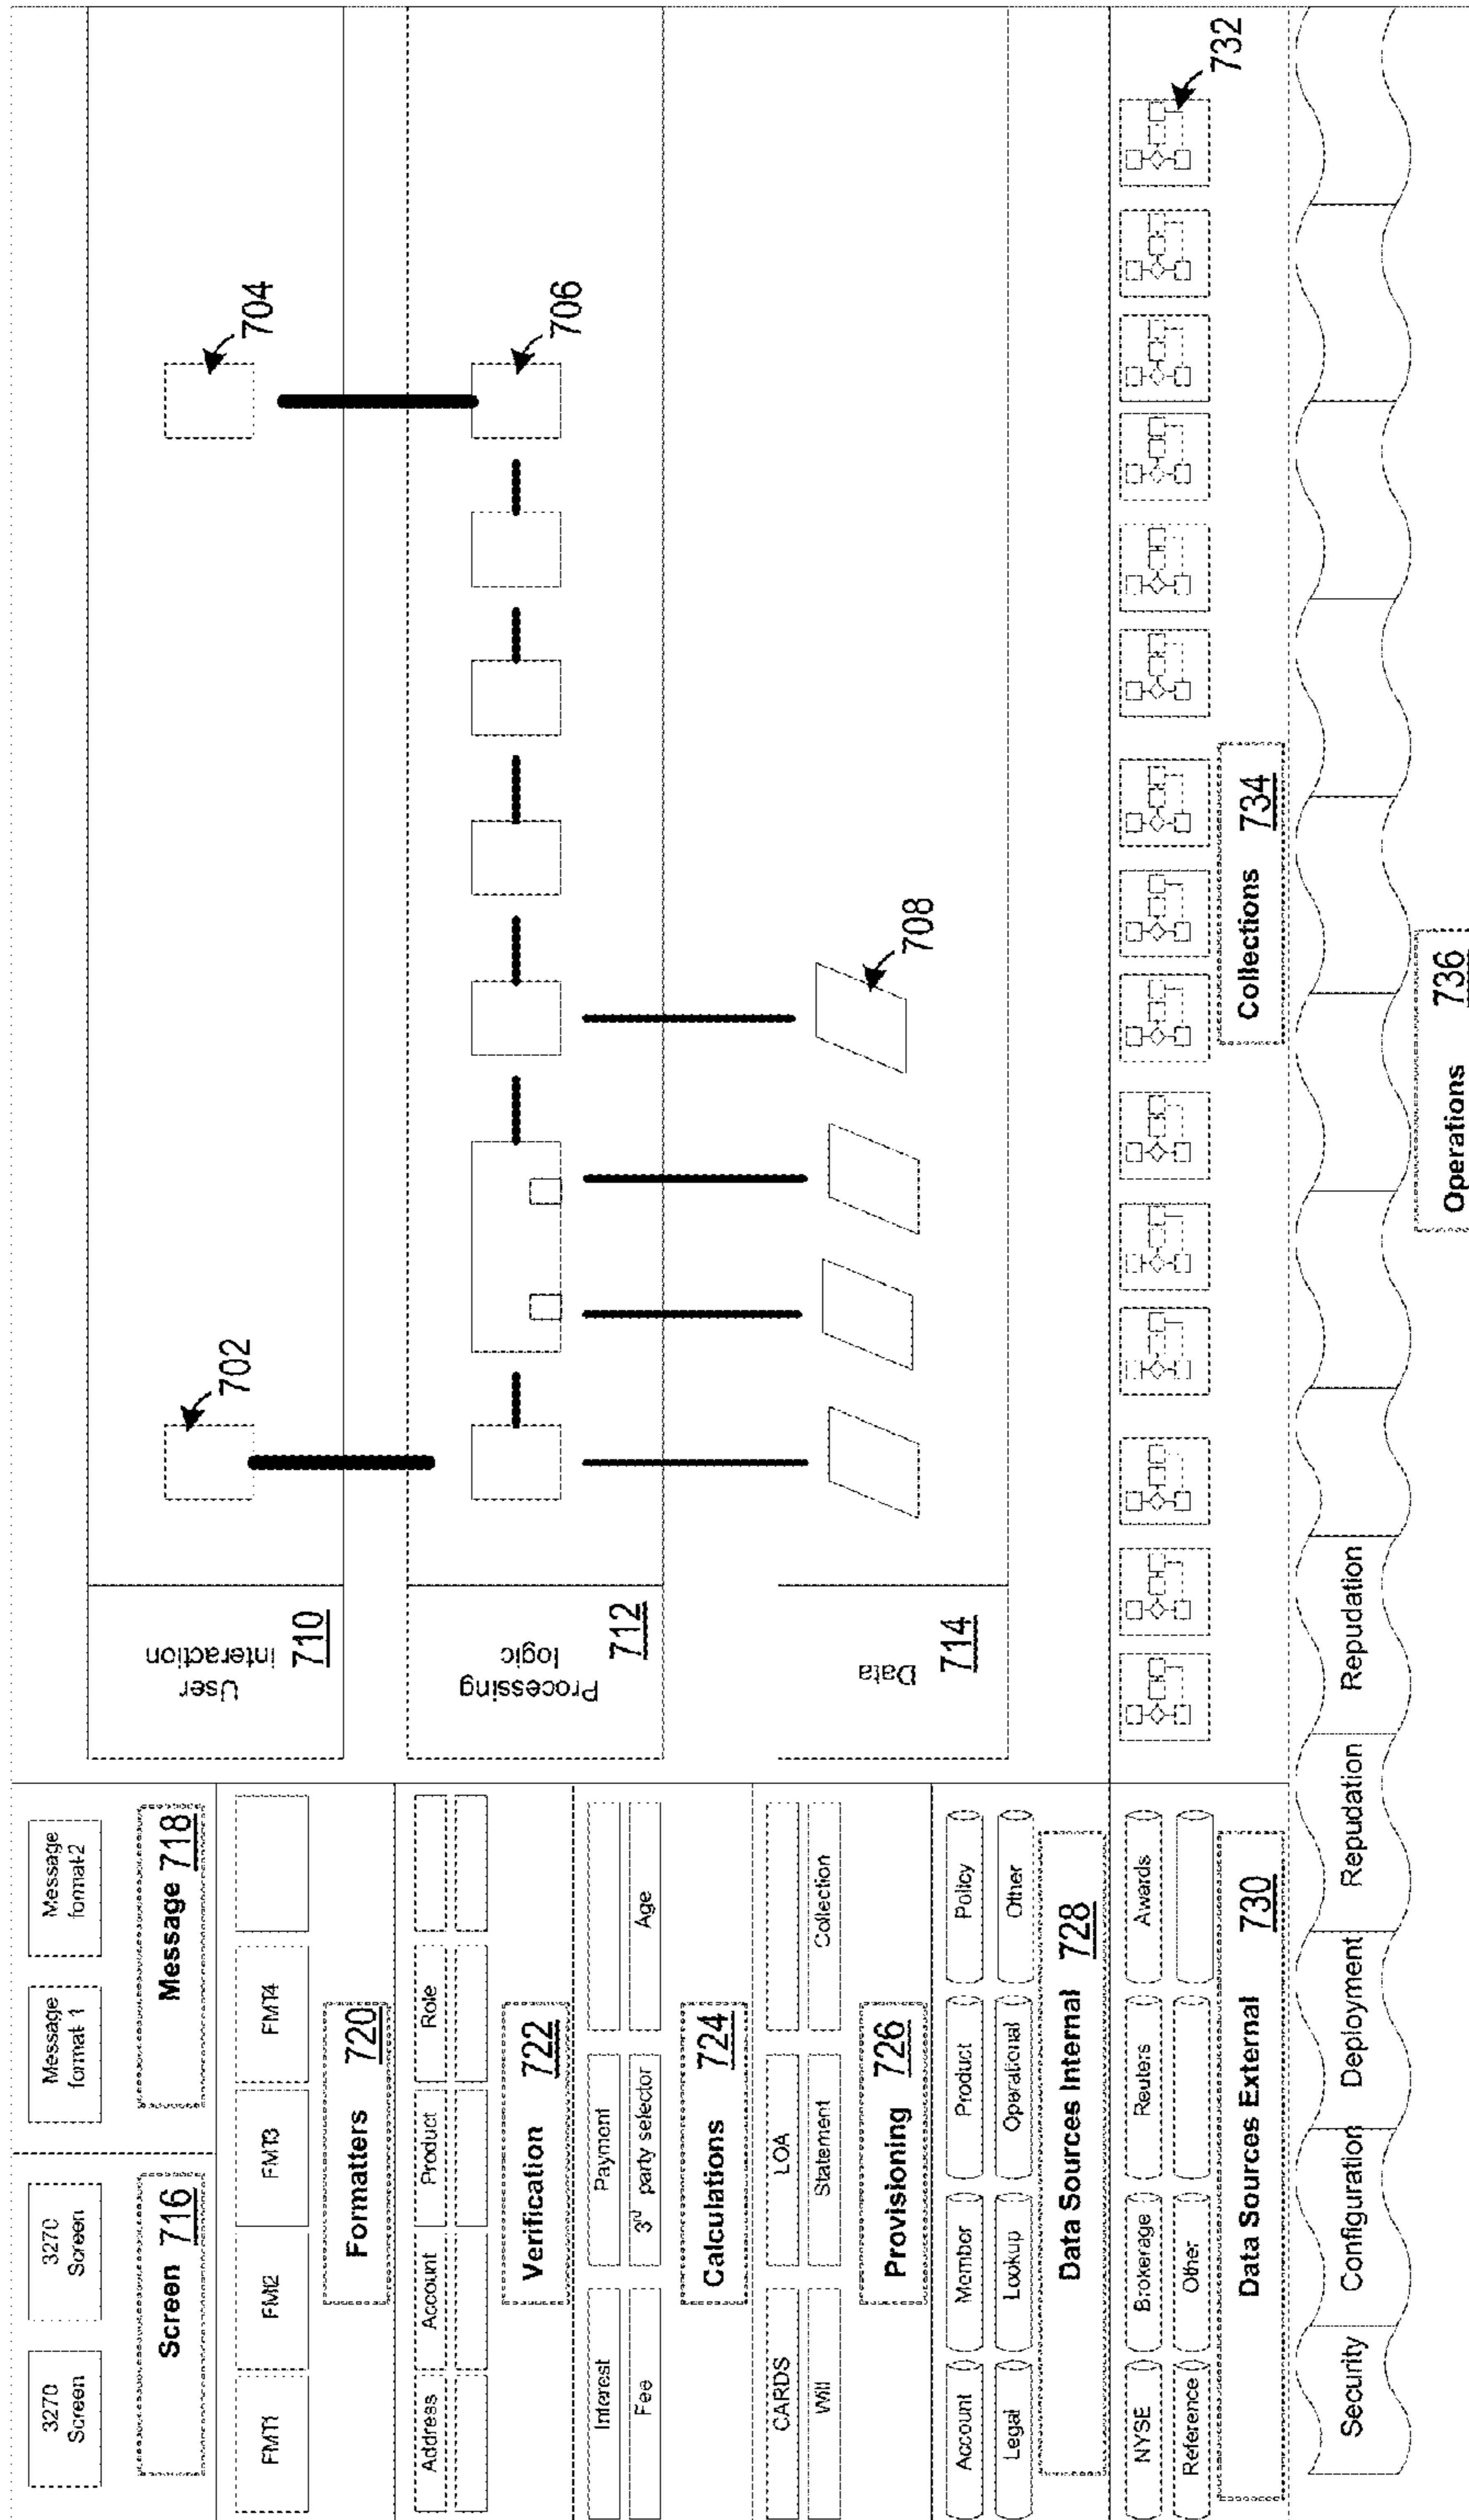 3270
Screen
3270
Screen
Message
format-1
Message
format-2
Screen 716
Message 718
FMT1
FMT2
FMT3
FMT4
Formatters 720
Address
Account
Product
Role
Verification 722
Interest
Payment
Fee
3rd party selector
Age
Calculations 724
CARDS
LOA
Will
Statement
Collection
Provisioning 726
Account
Member
Product
Policy
Legal
Lookup
Operational
Other
Data Sources Internal 728
NYSE
Brokerage
Reuters
Awards
Reference
Other
Data Sources External 730
User
interaction
710
Processing
logic
712
Data
714
702
704
706
708
732
Collections 734
Security
Configuration
Deployment
Repudation
Repudation
Operations 736